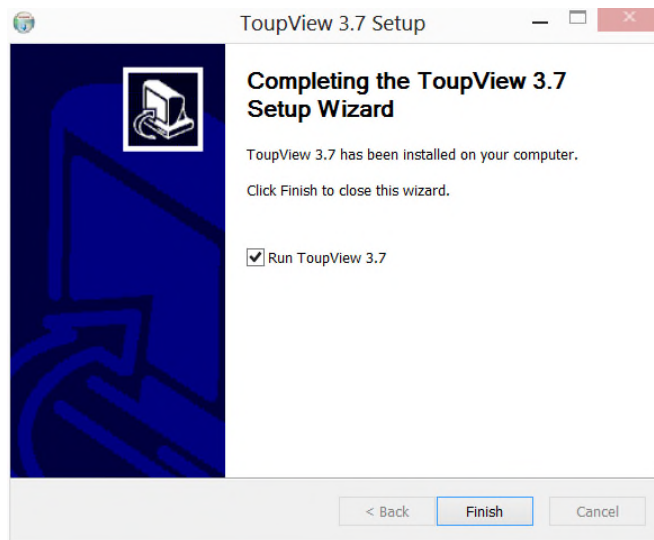 ToupView 3.7 Setup
Completing the ToupView 3.7
Setup Wizard
ToupView 3.7 has been installed on your computer.
Click Finish to close this wizard.
Run ToupView 3.7
< Back
Finish
Cancel